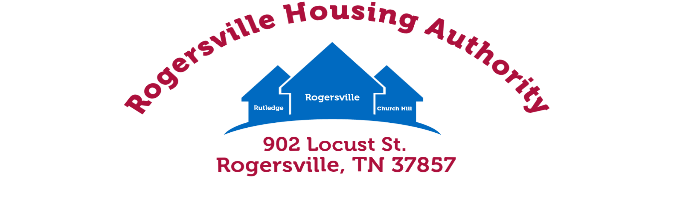 Rogersville Housing Authority
Rutledge
Rogersville
Church Hill
902 Locust St.
Rogersville, TN 37857